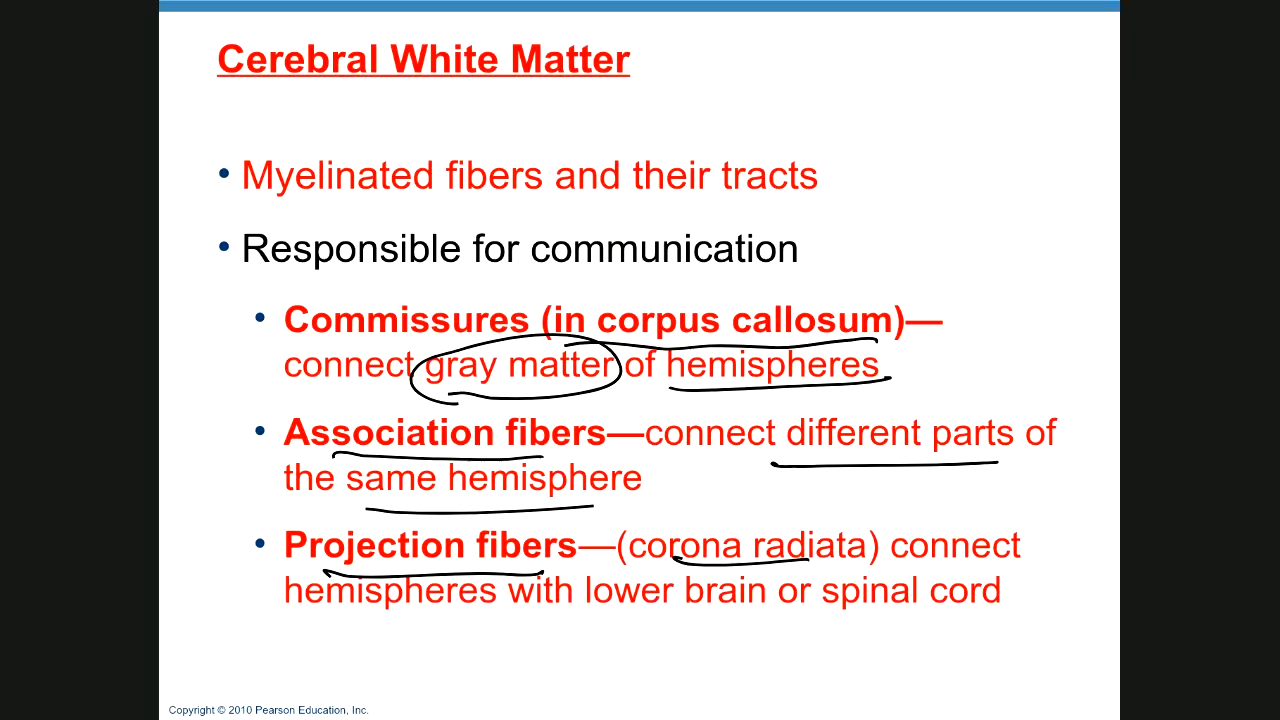 Cerebral White Matter
• Myelinated fibers and their tracts
• Responsible for communication
• Commissures (in corpus callosum)—
connect gray matter of hemispheres
• Association fibers—connect different parts of
the same hemisphere
• Projection fibers—(corona radiata) connect
hemispheres with lower brain or spinal cord
Copyright © 2010 Pearson Education, Inc.